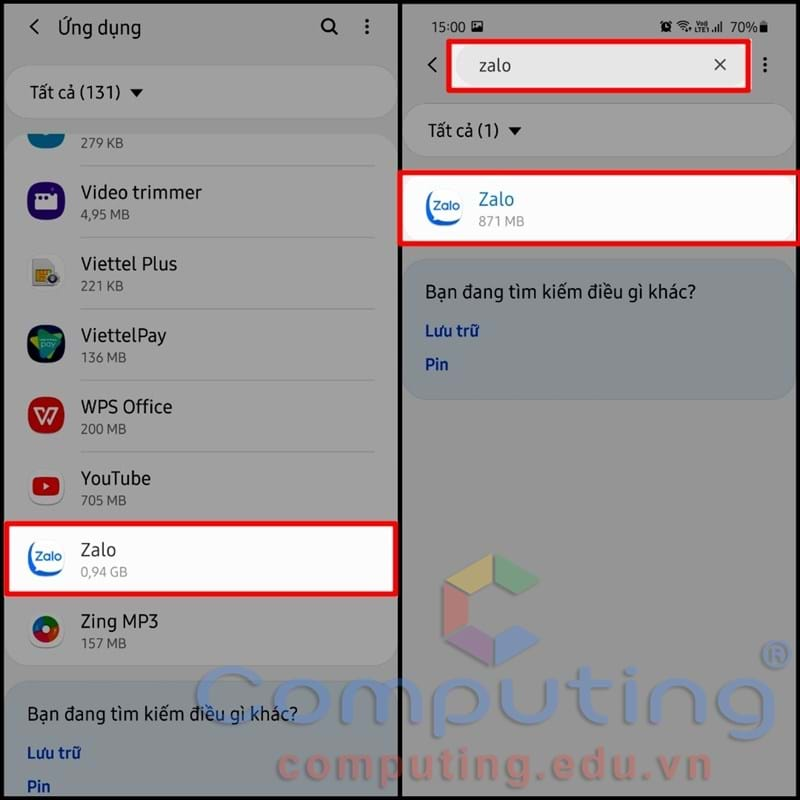 Ứng dụng
Tất cả (131)
279 KB
Video trimmer
4,95 MB
Viettel Plus
221 KB
pay
ViettelPay
136 MB
WPS Office
200 MB
YouTube
705 MB
Zalo
Zalo
0,94 GB
Zing MP3
157 MB
Bạn đang tìm kiếm điều gì khác?
Lưu trữ
Pin
15:00
70%
zalo
Tất cả (1)
Zalo
Zalo
871 MB
Bạn đang tìm kiếm điều gì khác?
Lưu trữ
Pin
Computing®
computing.edu.vn